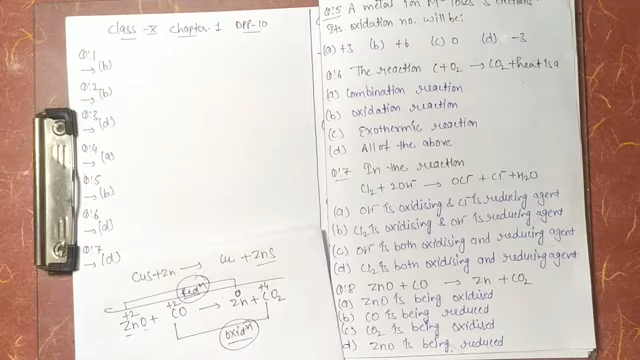 Class -X Chapter 1 DPP-10
Q:1
→ (b)
Q:2
→ (b)
Q:3
→ (d)
Q:4
→ (a)
Q:5
→ (b)
Q:6
→ (d)
Q:7
→ (d)
CuS+Zn → Cu + ZnS
Redn
+2 +2 0 +4
ZnO + CO → Zn + CO2
Oxidn
Q:5 A metal ion loses 3 electrons.
Its oxidation no. will be:
(a) +3 (b) +6 (c) 0 (d) -3
Q:6 The reaction C+O2 → CO2 + heat is a
(a) Combination reaction
(b) oxidation reaction
(c) Exothermic reaction
(d) All of the above
Q:7 In the reaction
Cl2 + 2OH⁻ → OCl⁻ + Cl⁻ + H2O
(a) OH⁻ is oxidising & Cl⁻ is reducing agent
(b) Cl2 is oxidising & OH⁻ is reducing agent
(c) OH⁻ is both oxidising and reducing agent
(d) Cl2 is both oxidising and reducing agent
Q:8 ZnO + CO → Zn + CO2
(a) ZnO is being oxidised
(b) CO is being reduced
(c) CO2 is being oxidised
(d) ZnO is being reduced